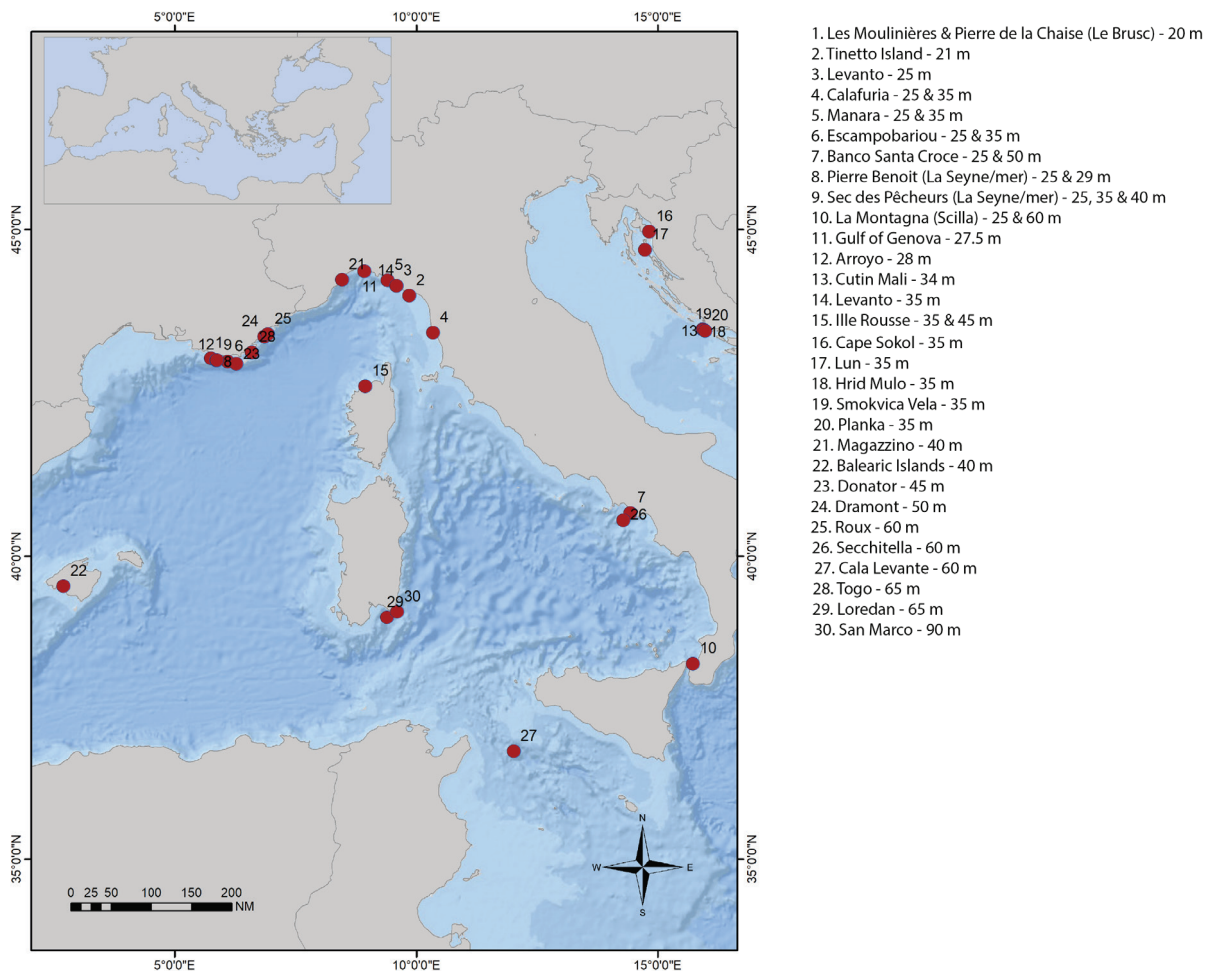 5°0'0"E 10°0'0"E 15°0'0"E
45°0'0"N 45°0'0"N
16
17
21
14 5 3
11
2
24 25
28
4
19 20
13 18
12 1 9 6 23
8
15
7
26
40°0'0"N 40°0'0"N
22
29 30
10
27
N
W E
S
35°0'0"N 35°0'0"N
0 25 50 100 150 200
NM
5°0'0"E 10°0'0"E 15°0'0"E
1. Les Moulinières & Pierre de la Chaise (Le Brusc) - 20 m
2. Tinetto Island - 21 m
3. Levanto - 25 m
4. Calafuria - 25 & 35 m
5. Manara - 25 & 35 m
6. Escampobariou - 25 & 35 m
7. Banco Santa Croce - 25 & 50 m
8. Pierre Benoit (La Seyne/mer) - 25 & 29 m
9. Sec des Pêcheurs (La Seyne/mer) - 25, 35 & 40 m
10. La Montagna (Scilla) - 25 & 60 m
11. Gulf of Genova - 27.5 m
12. Arroyo - 28 m
13. Cutin Mali - 34 m
14. Levanto - 35 m
15. Ille Rousse - 35 & 45 m
16. Cape Sokol - 35 m
17. Lun - 35 m
18. Hrid Mulo - 35 m
19. Smokvica Vela - 35 m
20. Planka - 35 m
21. Magazzino - 40 m
22. Balearic Islands - 40 m
23. Donator - 45 m
24. Dramont - 50 m
25. Roux - 60 m
26. Secchitella - 60 m
27. Cala Levante - 60 m
28. Togo - 65 m
29. Loredan - 65 m
30. San Marco - 90 m